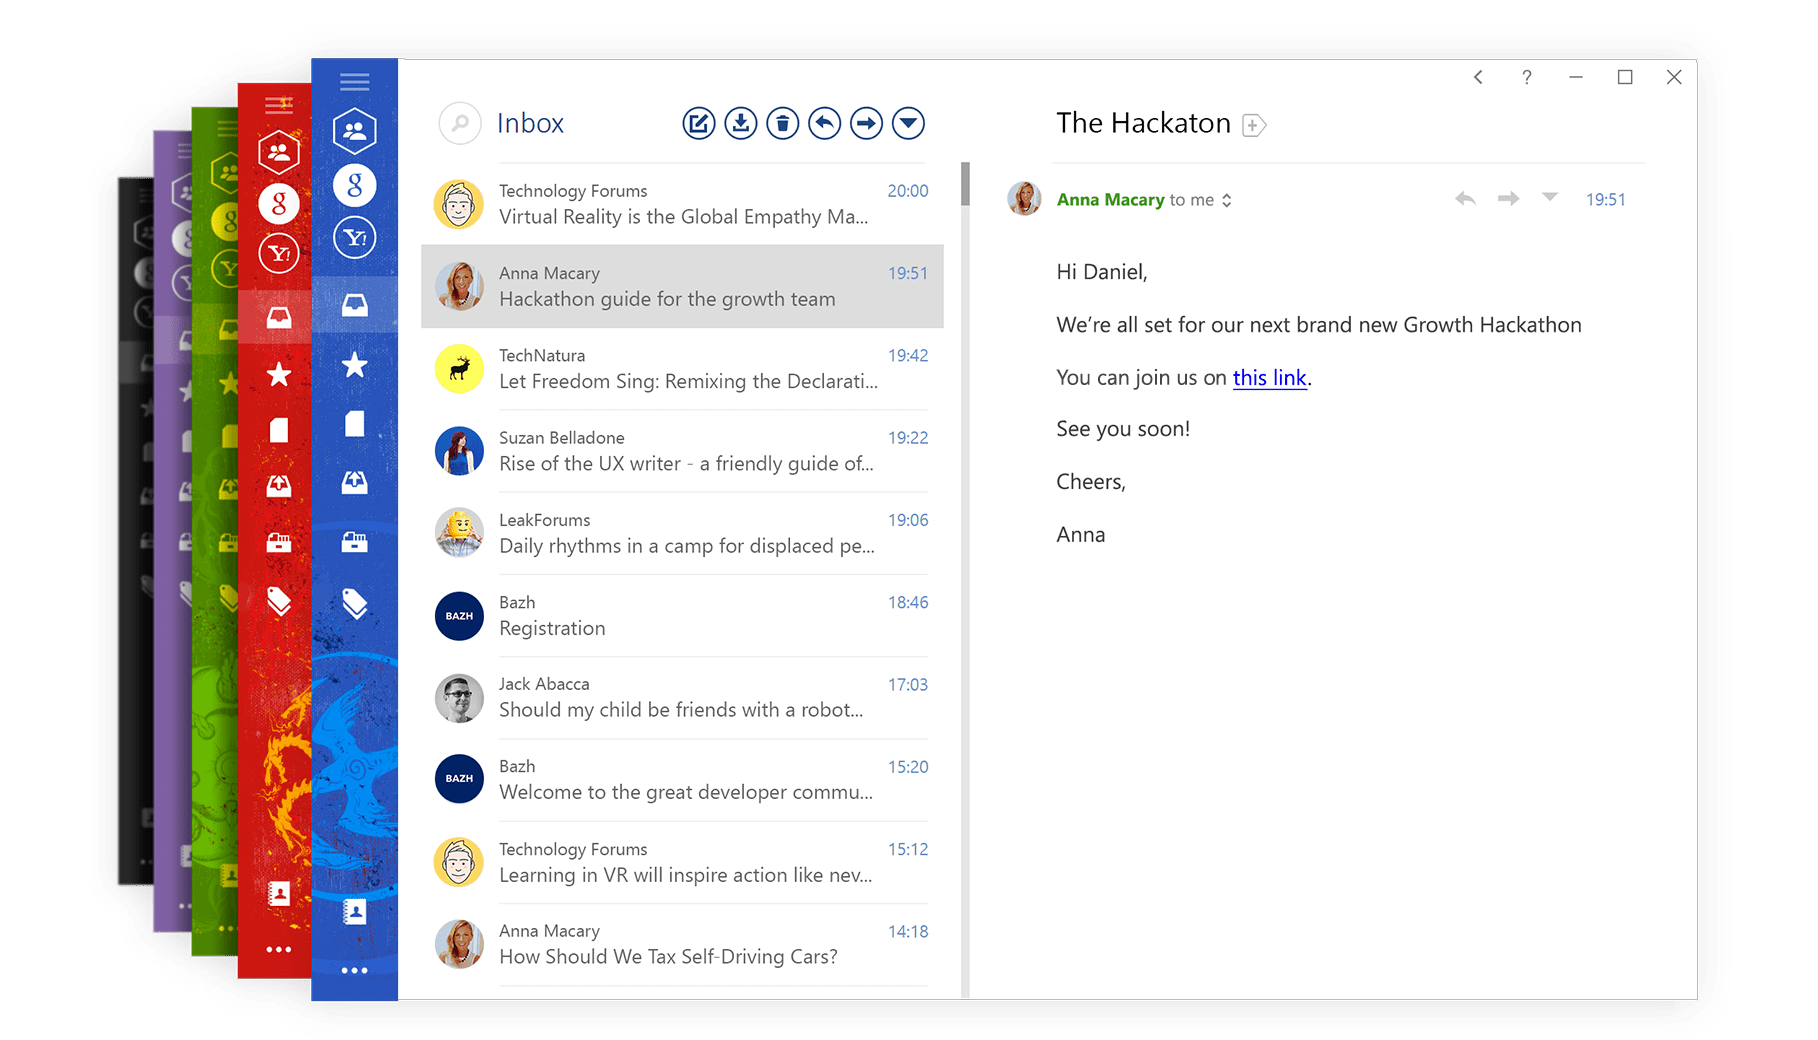 Inbox
Technology Forums 20:00
Virtual Reality is the Global Empathy Ma...
Anna Macary 19:51
Hackathon guide for the growth team
TechNatura 19:42
Let Freedom Sing: Remixing the Declarati...
Suzan Belladone 19:22
Rise of the UX writer - a friendly guide of...
LeakForums 19:06
Daily rhythms in a camp for displaced pe...
BAZH
Bazh 18:46
Registration
Jack Abacca 17:03
Should my child be friends with a robot...
BAZH
Bazh 15:20
Welcome to the great developer commu...
Technology Forums 15:12
Learning in VR will inspire action like nev...
Anna Macary 14:18
How Should We Tax Self-Driving Cars?
?
The Hackaton
Anna Macary to me 19:51
Hi Daniel,
We’re all set for our next brand new Growth Hackathon
You can join us on this link.
See you soon!
Cheers,
Anna
g
Y!
g
Y!
g
Y